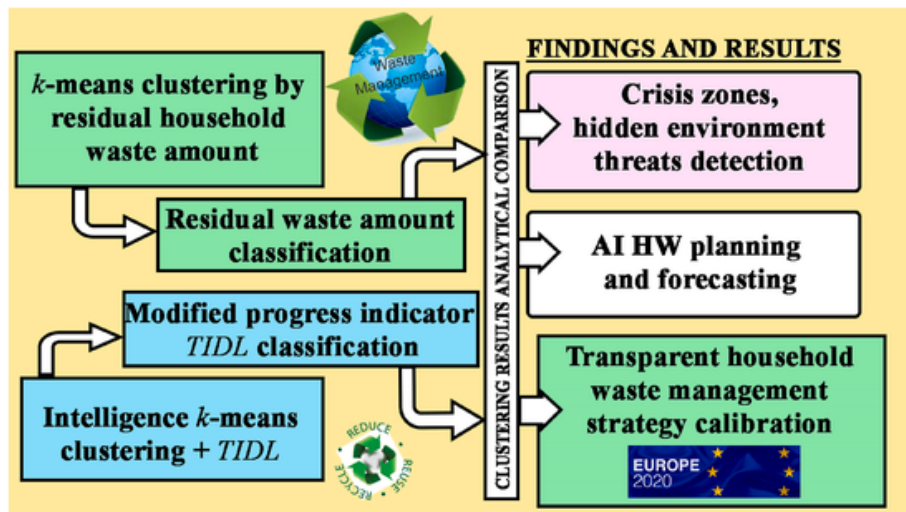 k-means clustering by
residual household
waste amount
Residual waste amount
classification
Modified progress indicator
TIDL classification
Intelligence k-means
clustering + TIDL
Waste
Management
REDUCE
REUSE
RECYCLE
CLUSTERING RESULTS ANALYTICAL COMPARISON
FINDINGS AND RESULTS
Crisis zones,
hidden environment
threats detection
AI HW planning
and forecasting
Transparent household
waste management
strategy calibration
EUROPE
2020